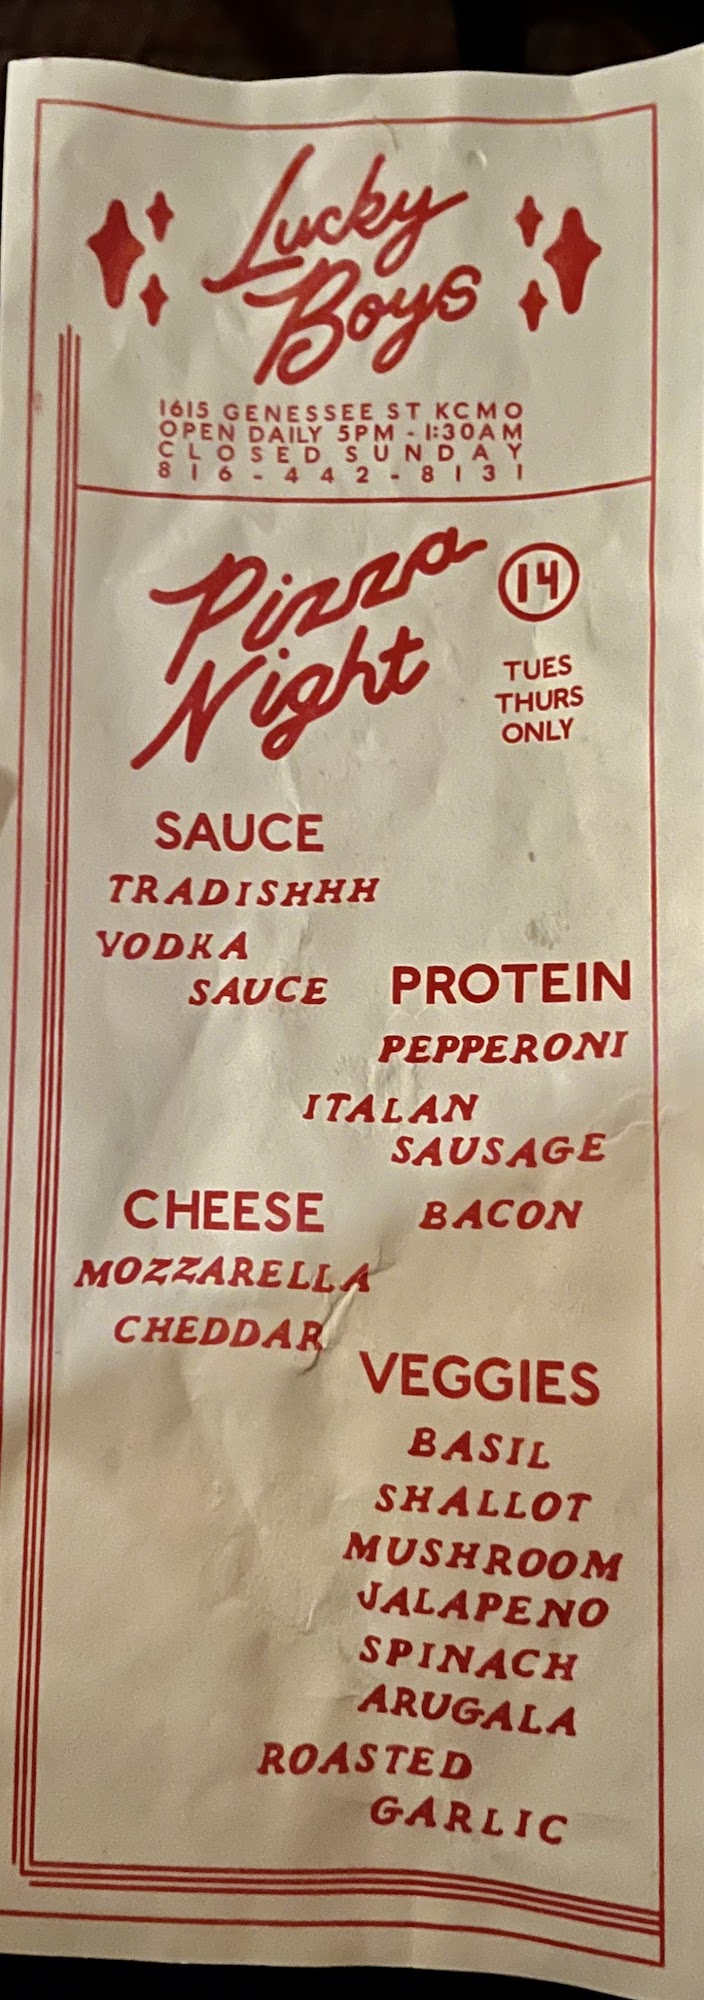 Lucky
Boys
1615 GENESSEE ST KCMO
OPEN DAILY 5PM - 1:30AM
CLOSED SUNDAY
816-442-8131
Pizza
Night
14
TUES
THURS
ONLY
SAUCE
TRADISHHH
VODKA
SAUCE
PROTEIN
PEPPERONI
ITALAN
SAUSAGE
BACON
CHEESE
MOZZARELLA
CHEDDAR
VEGGIES
BASIL
SHALLOT
MUSHROOM
JALAPENO
SPINACH
ARUGALA
ROASTED
GARLIC